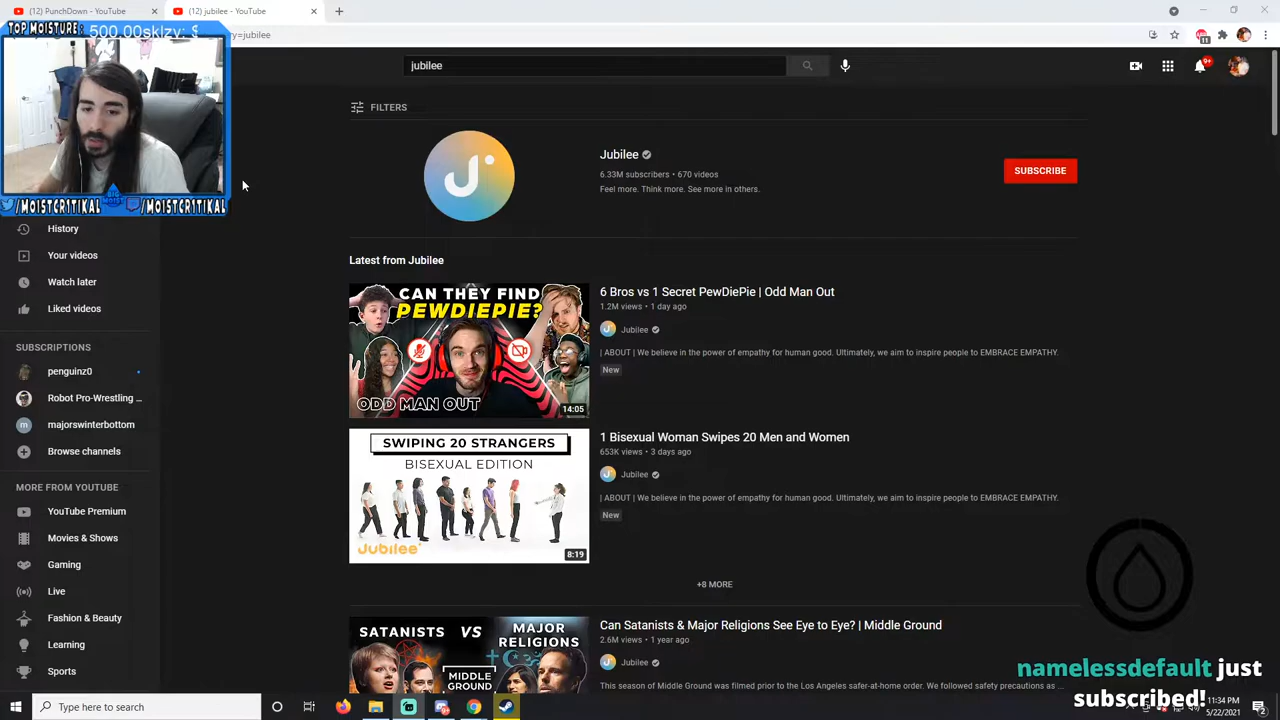 (12) PunchDown - YouTube
(12) jubilee - YouTube
TOP MOISTURE: 500.00sklzy: $
y=jubilee
11
jubilee
9+
FILTERS
Jubilee
6.33M subscribers • 670 videos
Feel more. Think more. See more in others.
SUBSCRIBE
/MOISTCR1TIKAL
/MOISTCR1TIKAL
History
Your videos
Watch later
Liked videos
SUBSCRIPTIONS
penguinz0
Robot Pro-Wrestling ...
majorswinterbottom
Browse channels
MORE FROM YOUTUBE
YouTube Premium
Movies & Shows
Gaming
Live
Fashion & Beauty
Learning
Sports
Latest from Jubilee
CAN THEY FIND
PEWDIEPIE?
ODD MAN OUT
14:05
6 Bros vs 1 Secret PewDiePie | Odd Man Out
1.2M views • 1 day ago
Jubilee
| ABOUT | We believe in the power of empathy for human good. Ultimately, we aim to inspire people to EMBRACE EMPATHY.
New
SWIPING 20 STRANGERS
BISEXUAL EDITION
Jubilee
8:19
1 Bisexual Woman Swipes 20 Men and Women
653K views • 3 days ago
Jubilee
| ABOUT | We believe in the power of empathy for human good. Ultimately, we aim to inspire people to EMBRACE EMPATHY.
New
+8 MORE
SATANISTS VS MAJOR RELIGIONS
MIDDLE GROUND
Can Satanists & Major Religions See Eye to Eye? | Middle Ground
2.6M views • 1 year ago
Jubilee
This season of Middle Ground was filmed prior to the Los Angeles safer-at-home order. We followed safety precautions as ...
namelessdefault just
subscribed!
Type here to search
11:34 PM
5/22/2021
2